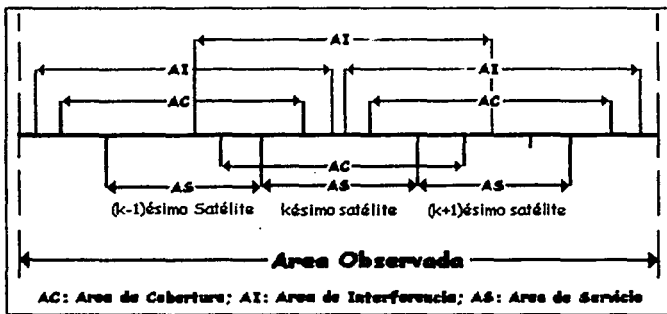 AI
AI AI
AC AC
AC
AS AS AS
(k-1)ésimo Satélite késimo satélite (k+1)ésimo satélite
Area Observada
AC: Area de Cobertura; AI: Area de Interferencia; AS: Area de Servicio